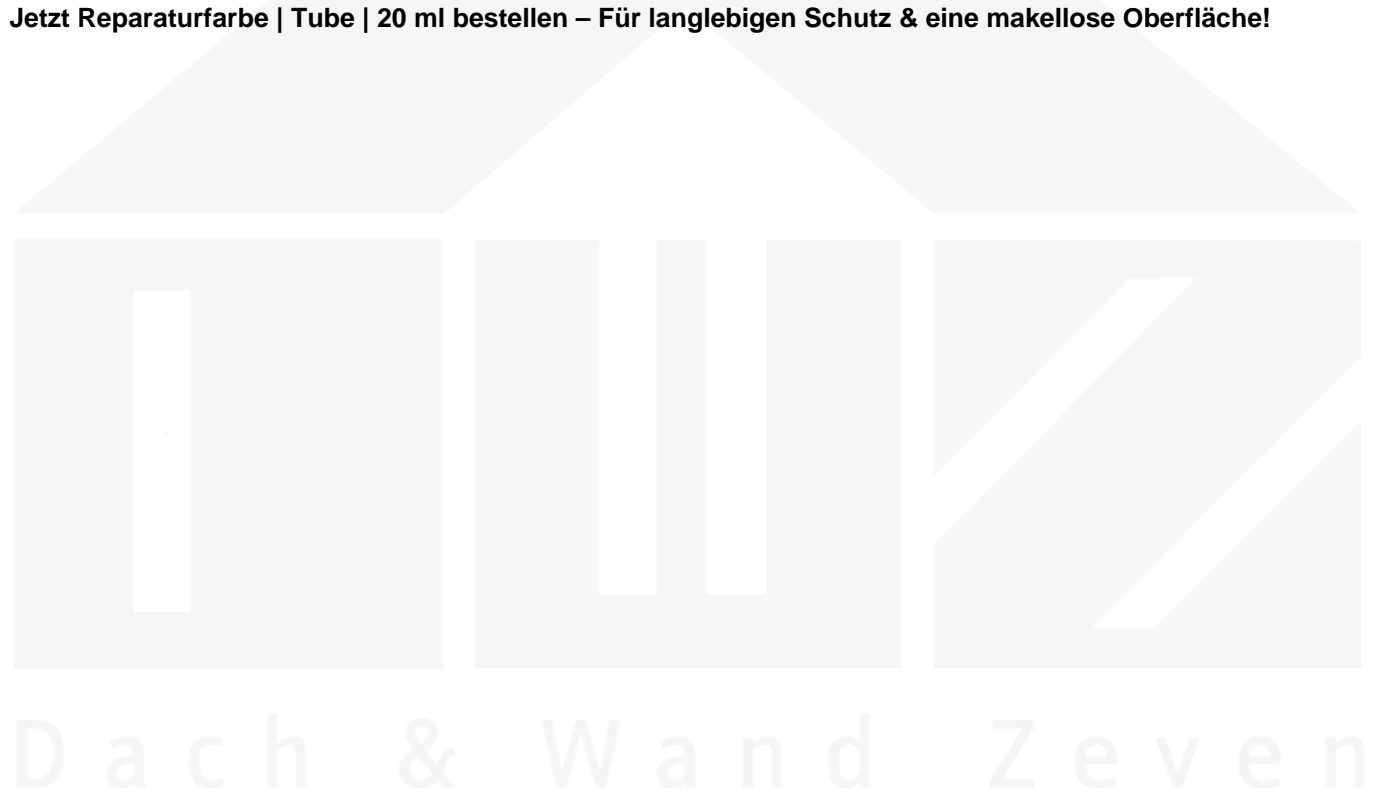 Jetzt Reparaturfarbe | Tube | 20 ml bestellen – Für langlebigen Schutz & eine makellose Oberfläche!
Dach & Wand Zeven